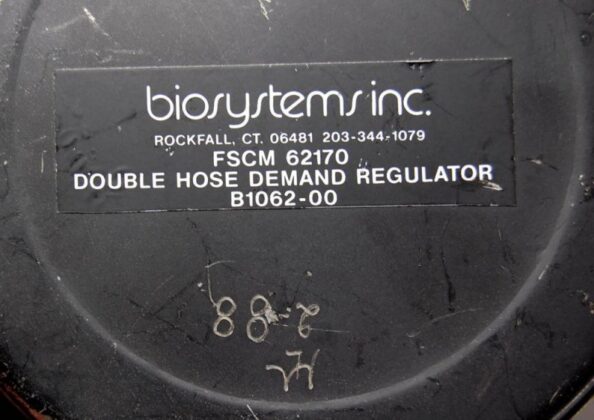 biosystems inc.
ROCKFALL, CT. 06481 203-344-1079
FSCM 62170
DOUBLE HOSE DEMAND REGULATOR
B1062-00